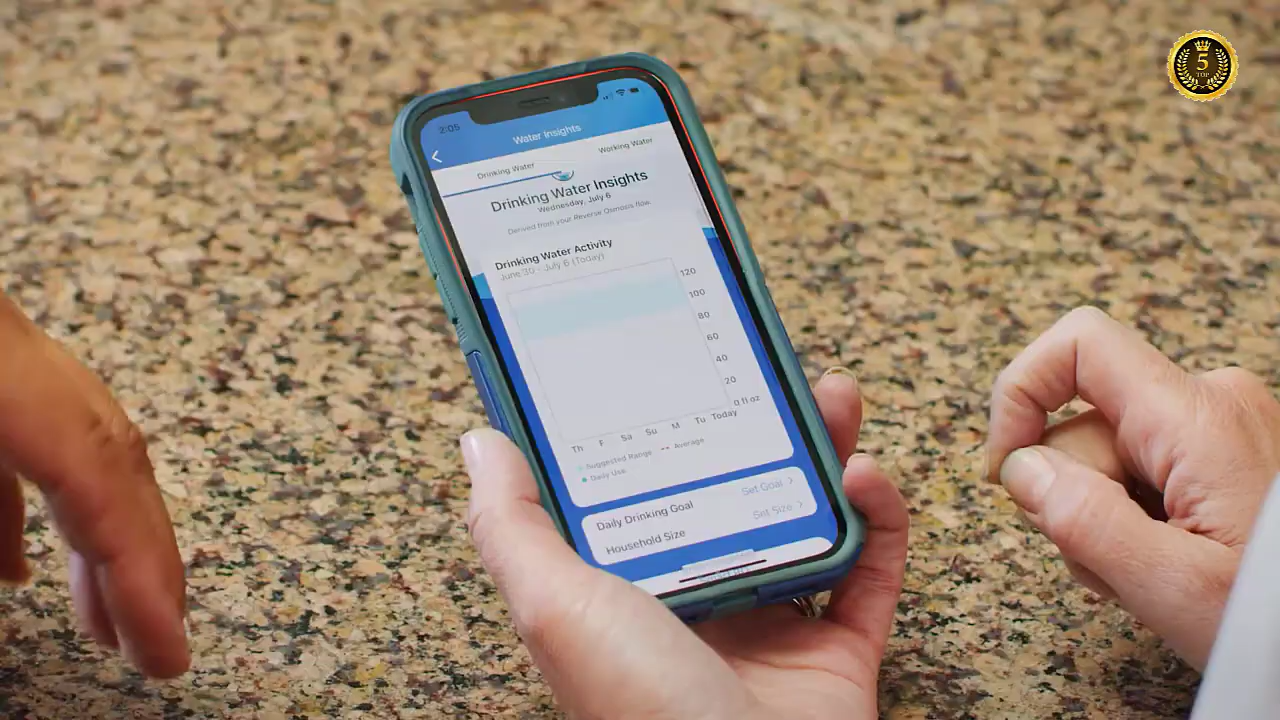 5
TOP
2:05
Water Insights
Drinking Water
Working Water
Drinking Water Insights
Wednesday, July 6
Derived from your Reverse Osmosis flow.
Drinking Water Activity
June 30 - July 6 (Today)
120
100
80
60
40
20
0 fl oz
Th F Sa Su M Tu Today
Suggested Range -- Average
Daily Use
Daily Drinking Goal Set Goal >
Household Size Set Size >